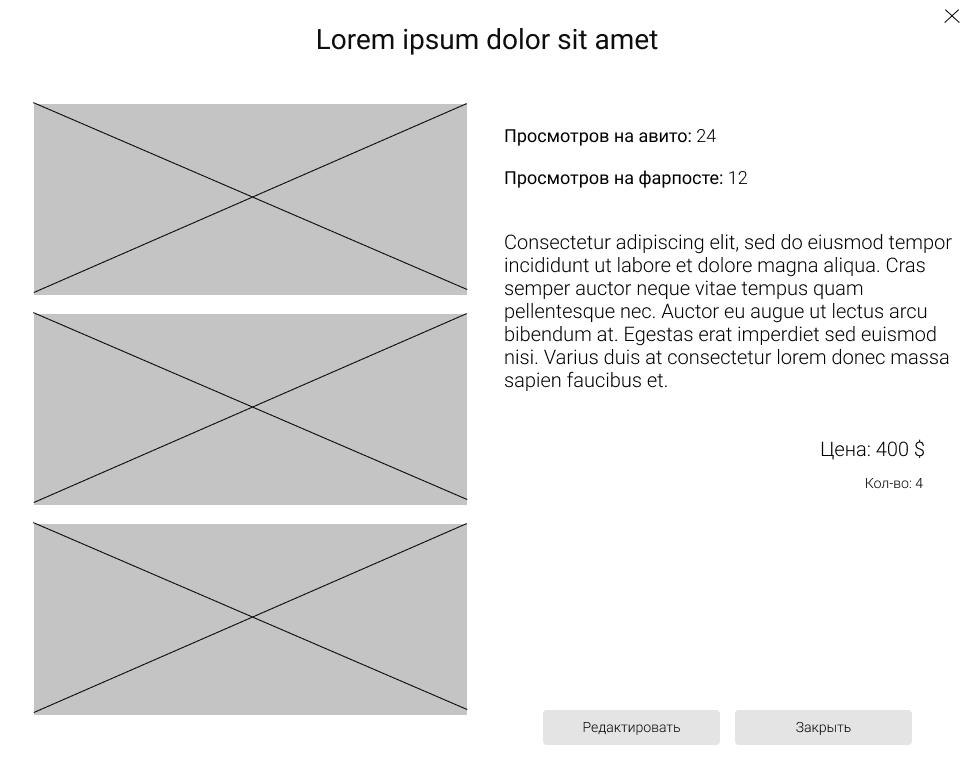 Lorem ipsum dolor sit amet
Просмотров на авито: 24
Просмотров на фарпосте: 12
Consectetur adipiscing elit, sed do eiusmod tempor
incididunt ut labore et dolore magna aliqua. Cras
semper auctor neque vitae tempus quam
pellentesque nec. Auctor eu augue ut lectus arcu
bibendum at. Egestas erat imperdiet sed euismod
nisi. Varius duis at consectetur lorem donec massa
sapien faucibus et.
Цена: 400 $
Кол-во: 4
Редактировать
Закрыть